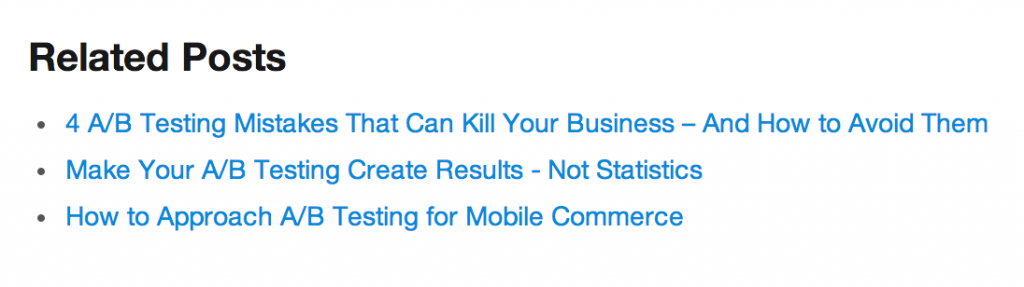 Related Posts
4 A/B Testing Mistakes That Can Kill Your Business – And How to Avoid Them
Make Your A/B Testing Create Results - Not Statistics
How to Approach A/B Testing for Mobile Commerce